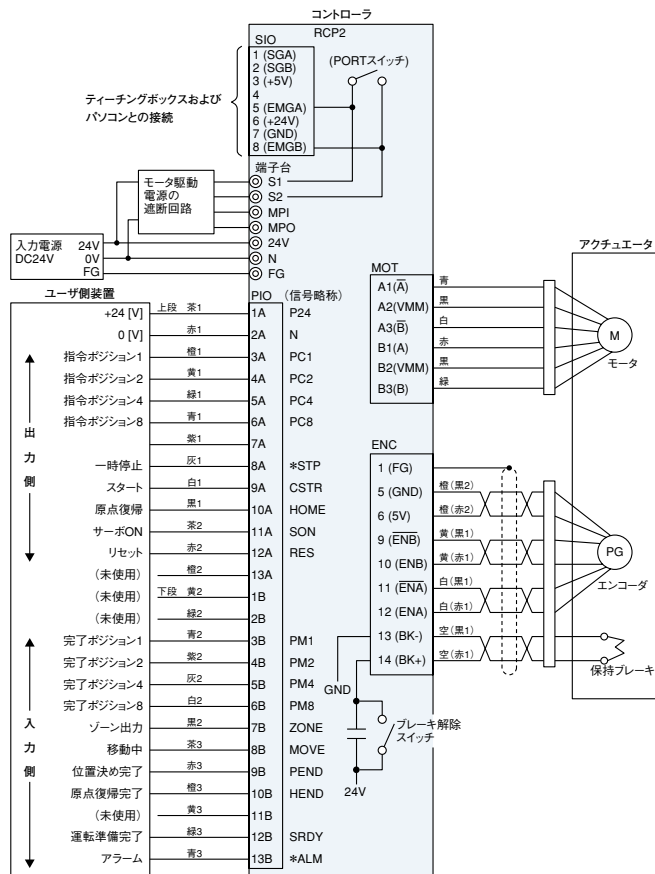 コントローラ
RCP2
SIO
1 (SGA)
2 (SGB)
3 (+5V)
4
5 (EMGA)
6 (+24V)
7 (GND)
8 (EMGB)
(PORTスイッチ)
ティーチングボックスおよび
パソコンとの接続
端子台
S1
S2
MPI
MPO
24V
N
FG
モータ駆動
電源の
遮断回路
入力電源 24V
DC24V 0V
FG
ユーザ側装置
PIO (信号略称)
+24 [V] 上段 茶1 1A P24
0 [V] 赤1 2A N
指令ポジション1 橙1 3A PC1
指令ポジション2 黄1 4A PC2
指令ポジション4 緑1 5A PC4
指令ポジション8 青1 6A PC8
紫1 7A
一時停止 灰1 8A *STP
スタート 白1 9A CSTR
原点復帰 黒1 10A HOME
サーボON 茶2 11A SON
リセット 赤2 12A RES
(未使用) 橙2 13A
(未使用) 下段 黄2 1B
(未使用) 緑2 2B
完了ポジション1 青2 3B PM1
完了ポジション2 紫2 4B PM2
完了ポジション4 灰2 5B PM4
完了ポジション8 白2 6B PM8
ゾーン出力 黒2 7B ZONE
移動中 茶3 8B MOVE
位置決め完了 赤3 9B PEND
原点復帰完了 橙3 10B HEND
(未使用) 黄3 11B
運転準備完了 緑3 12B SRDY
アラーム 青3 13B *ALM
出力側
入力側
MOT
A1(A̅) 青
A2(VMM) 黒
A3(B̅) 白
B1(A) 赤
B2(VMM) 黒
B3(B) 緑
アクチュエータ
M
モータ
ENC
1 (FG)
5 (GND) 橙(黒2)
6 (5V) 橙(赤2)
9 (E̅N̅B̅) 黄(黒1)
10 (ENB) 黄(赤1)
11 (E̅N̅A̅) 白(黒1)
12 (ENA) 白(赤1)
13 (BK-) 空(黒1)
14 (BK+) 空(赤1)
PG
エンコーダ
保持ブレーキ
GND
ブレーキ解除
スイッチ
24V